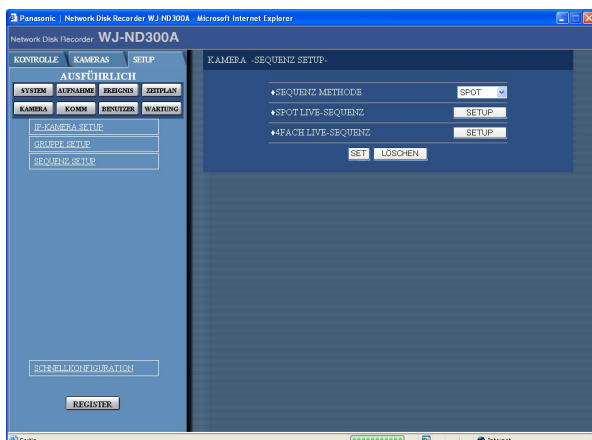 Panasonic | Network Disk Recorder WJ-ND300A - Microsoft Internet Explorer
Network Disk Recorder WJ-ND300A
KONTROLLE KAMERAS SETUP
AUSFÜHRLICH
SYSTEM AUFNAHME EREIGNIS ZEITPLAN
KAMERA KOMM BENUTZER WARTUNG
IP-KAMERA SETUP
GRUPPE SETUP
SEQUENZ SETUP
SCHNELLKONFIGURATION
REGISTER
KAMERA -SEQUENZ SETUP-
♦SEQUENZ METHODE SPOT
♦SPOT LIVE-SEQUENZ SETUP
♦4FACH LIVE-SEQUENZ SETUP
SET LÖSCHEN
Fertig Internet